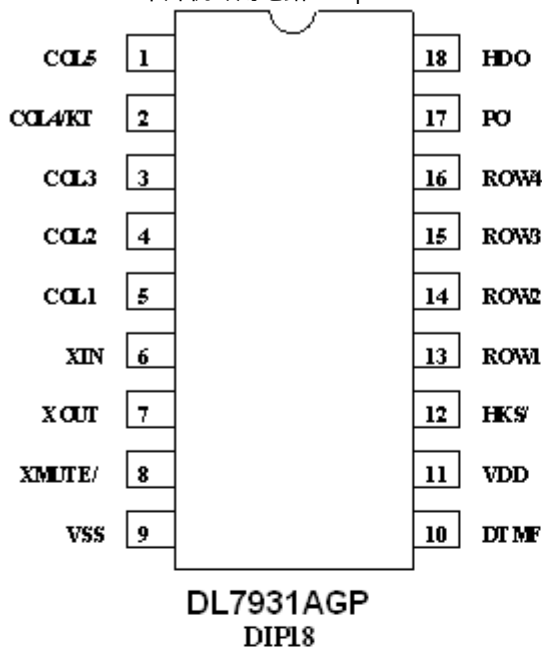 COL5 1 18 HDO
COL4/KT 2 17 PO/
COL3 3 16 ROW4
COL2 4 15 ROW3
COL1 5 14 ROW2
XIN 6 13 ROW1
XOUT 7 12 HKS/
XMUTE/ 8 11 VDD
VSS 9 10 DTMF
DL7931AGP
DIP18